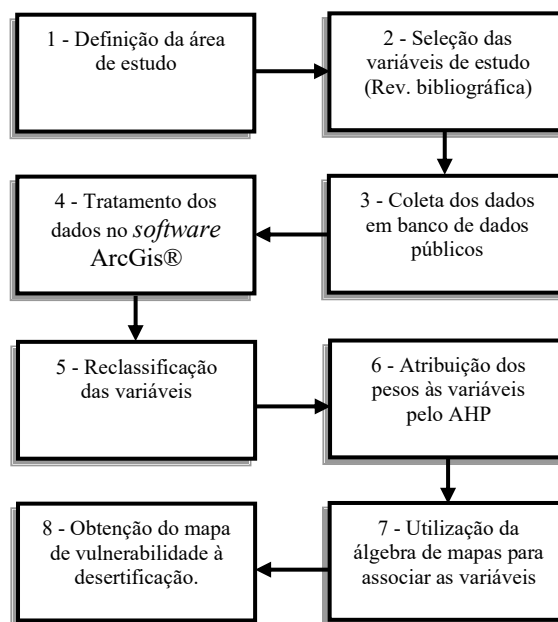 1 - Definição da área
de estudo
2 - Seleção das
variáveis de estudo
(Rev. bibliográfica)
3 - Coleta dos dados
em banco de dados
públicos
4 - Tratamento dos
dados no software
ArcGis®
5 - Reclassificação
das variáveis
6 - Atribuição dos
pesos às variáveis
pelo AHP
7 - Utilização da
álgebra de mapas para
associar as variáveis
8 - Obtenção do mapa
de vulnerabilidade à
desertificação.